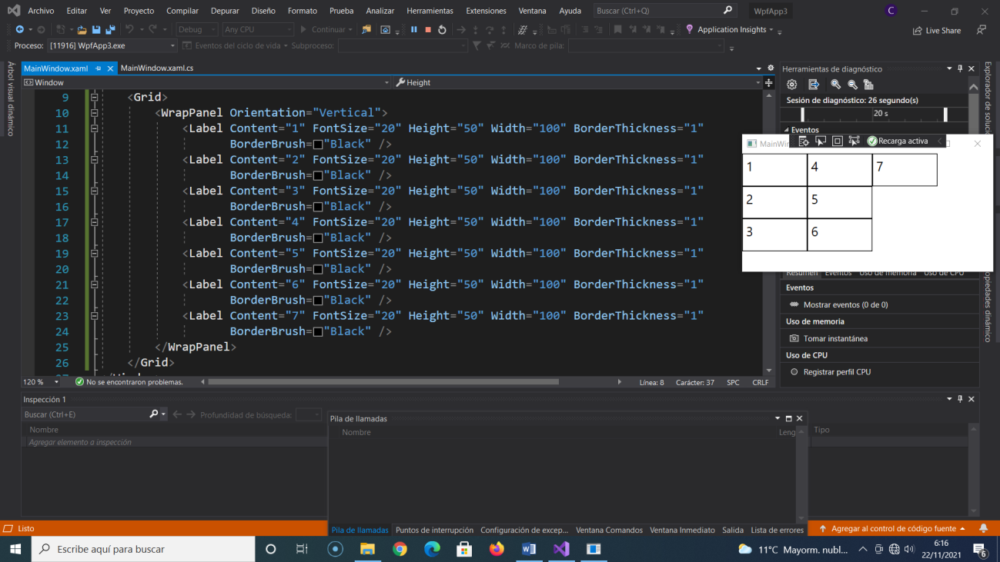 Archivo Editar Ver Proyecto Compilar Depurar Diseño Formato Prueba Analizar Herramientas Extensiones Ventana Ayuda Buscar (Ctrl+Q) WpfApp3 C
Debug Any CPU Continuar Application Insights Live Share
Proceso: [11916] WpfApp3.exe Eventos del ciclo de vida Subproceso: Marco de pila:
Árbol visual dinámico
MainWindow.xaml MainWindow.xaml.cs
Window Height
9 <Grid>
10 <WrapPanel Orientation="Vertical">
11 <Label Content="1" FontSize="20" Height="50" Width="100" BorderThickness="1"
12 BorderBrush="Black" />
13 <Label Content="2" FontSize="20" Height="50" Width="100" BorderThickness="1"
14 BorderBrush="Black" />
15 <Label Content="3" FontSize="20" Height="50" Width="100" BorderThickness="1"
16 BorderBrush="Black" />
17 <Label Content="4" FontSize="20" Height="50" Width="100" BorderThickness="1"
18 BorderBrush="Black" />
19 <Label Content="5" FontSize="20" Height="50" Width="100" BorderThickness="1"
20 BorderBrush="Black" />
21 <Label Content="6" FontSize="20" Height="50" Width="100" BorderThickness="1"
22 BorderBrush="Black" />
23 <Label Content="7" FontSize="20" Height="50" Width="100" BorderThickness="1"
24 BorderBrush="Black" />
25 </WrapPanel>
26 </Grid>
120 % No se encontraron problemas. Línea: 8 Carácter: 37 SPC CRLF
Herramientas de diagnóstico
Sesión de diagnóstico: 26 segundo(s)
20 s
Eventos
MainWin Recarga activa
1 4 7
2 5
3 6
Resumen Eventos Uso de memoria Uso de CPU
Eventos
Mostrar eventos (0 de 0)
Uso de memoria
Tomar instantánea
Uso de CPU
Registrar perfil CPU
Explorador de soluci
ropiedades dinámico
Inspección 1
Buscar (Ctrl+E) Profundidad de búsqueda:
Nombre Tipo
Agregar elemento a inspección
Pila de llamadas
Nombre Leng
Pila de llamadas Puntos de interrupción Configuración de excep... Ventana Comandos Ventana Inmediato Salida Lista de errores
Listo Agregar al control de código fuente
Escribe aquí para buscar 11°C Mayorm. nubl... 6:16
22/11/2021 6